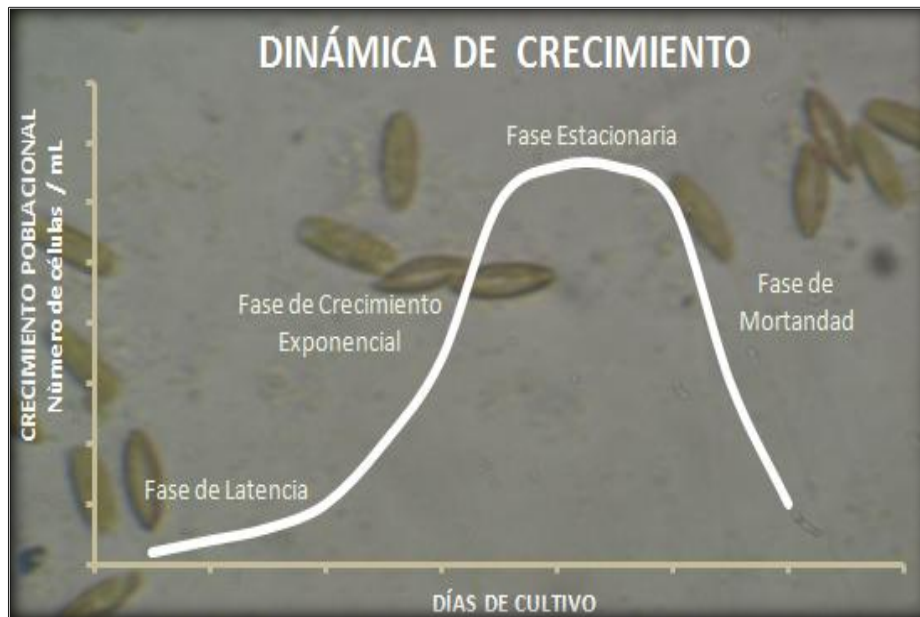 DINÁMICA DE CRECIMIENTO
CRECIMIENTO POBLACIONAL
Nùmero de células / mL
Fase Estacionaria
Fase de Crecimiento
Exponencial
Fase de
Mortandad
Fase de Latencia
DÍAS DE CULTIVO